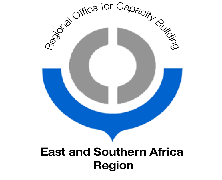 Regional Office for Capacity Building
East and Southern Africa
Region